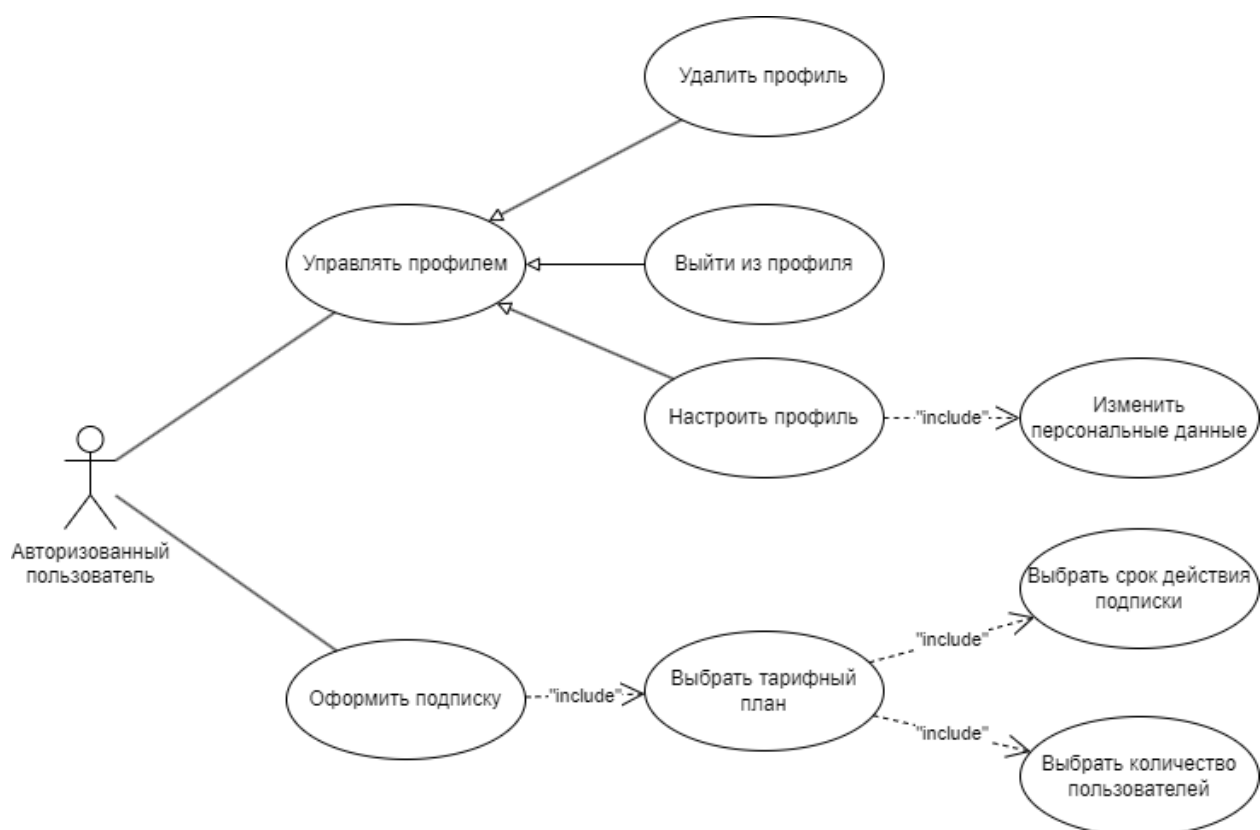 Удалить профиль
Управлять профилем
Выйти из профиля
Настроить профиль
"include"
Изменить
персональные данные
Авторизованный
пользователь
Выбрать срок действия
подписки
"include"
Оформить подписку
"include"
Выбрать тарифный
план
"include"
Выбрать количество
пользователей